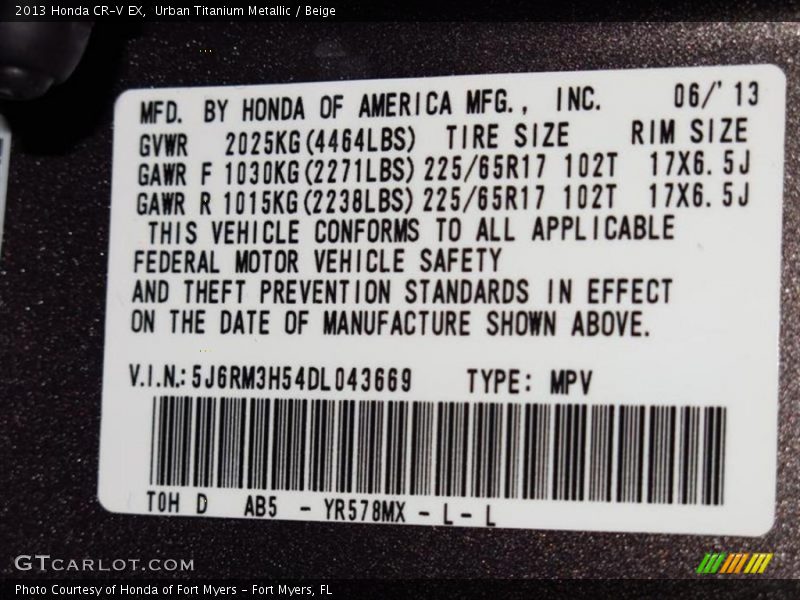 2013 Honda CR-V EX,  Urban Titanium Metallic / Beige
MFD. BY HONDA OF AMERICA MFG., INC. 06/'13
GVWR 2025KG(4464LBS) TIRE SIZE RIM SIZE
GAWR F 1030KG(2271LBS) 225/65R17 102T 17X6.5J
GAWR R 1015KG(2238LBS) 225/65R17 102T 17X6.5J
THIS VEHICLE CONFORMS TO ALL APPLICABLE
FEDERAL MOTOR VEHICLE SAFETY
AND THEFT PREVENTION STANDARDS IN EFFECT
ON THE DATE OF MANUFACTURE SHOWN ABOVE.
V.I.N.: 5J6RM3H54DL043669 TYPE: MPV
TOH D AB5 - YR578MX - L - L
GTCARLOT.COM
Photo Courtesy of Honda of Fort Myers - Fort Myers, FL